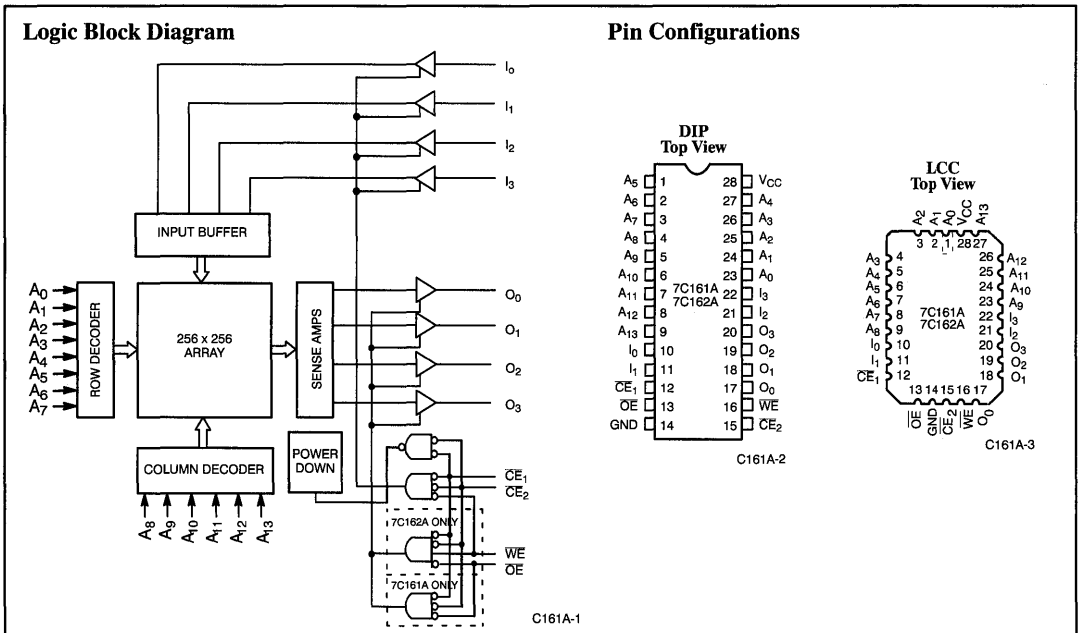 Logic Block Diagram
I0
I1
I2
I3
INPUT BUFFER
A0
A1
A2
A3
A4
A5
A6
A7
ROW DECODER
256 x 256
ARRAY
SENSE AMPS
O0
O1
O2
O3
COLUMN DECODER
A8
A9
A10
A11
A12
A13
POWER
DOWN
CE1
CE2
7C162A ONLY
WE
OE
7C161A ONLY
C161A-1
Pin Configurations
DIP
Top View
A5 1 28 VCC
A6 2 27 A4
A7 3 26 A3
A8 4 25 A2
A9 5 24 A1
A10 6 23 A0
7C161A
A11 7 22 I3
7C162A
A12 8 21 I2
A13 9 20 O3
I0 10 19 O2
I1 11 18 O1
CE1 12 17 O0
OE 13 16 WE
GND 14 15 CE2
C161A-2
LCC
Top View
A2 A1 A0 VCC A13
3 2 1 28 27
A3 4 26 A12
A4 5 25 A11
A5 6 24 A10
A6 7 23 A9
7C161A
A7 8 22 I3
7C162A
A8 9 21 I2
I0 10 20 O3
I1 11 19 O2
CE1 12 18 O1
13 14 15 16 17
OE GND CE2 WE O0
C161A-3